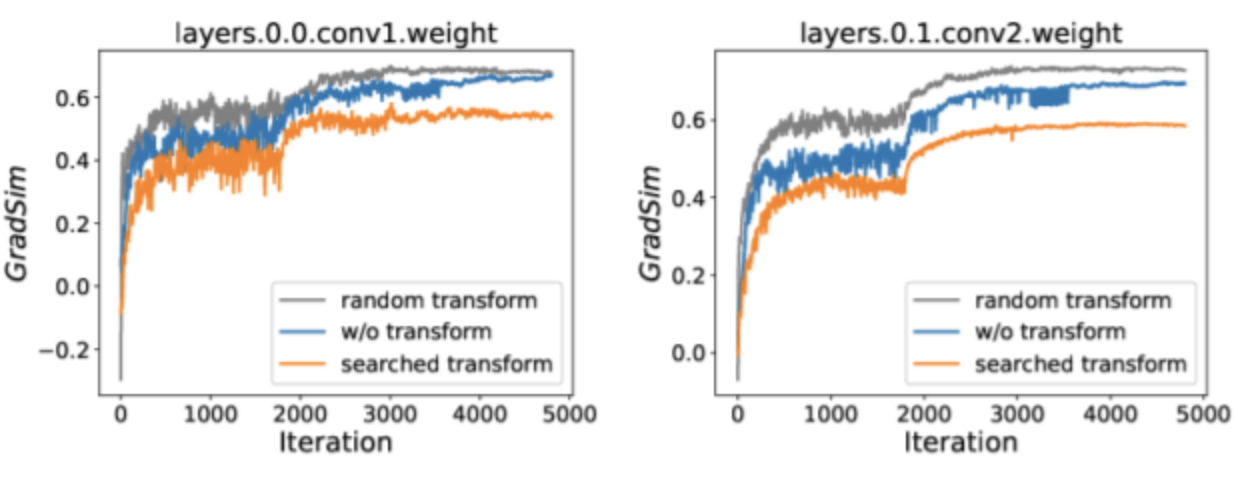 layers.0.0.conv1.weight
GradSim
0.6
0.4
0.2
0.0
−0.2
random transform
w/o transform
searched transform
0 1000 2000 3000 4000 5000
Iteration
layers.0.1.conv2.weight
GradSim
0.6
0.4
0.2
0.0
random transform
w/o transform
searched transform
0 1000 2000 3000 4000 5000
Iteration